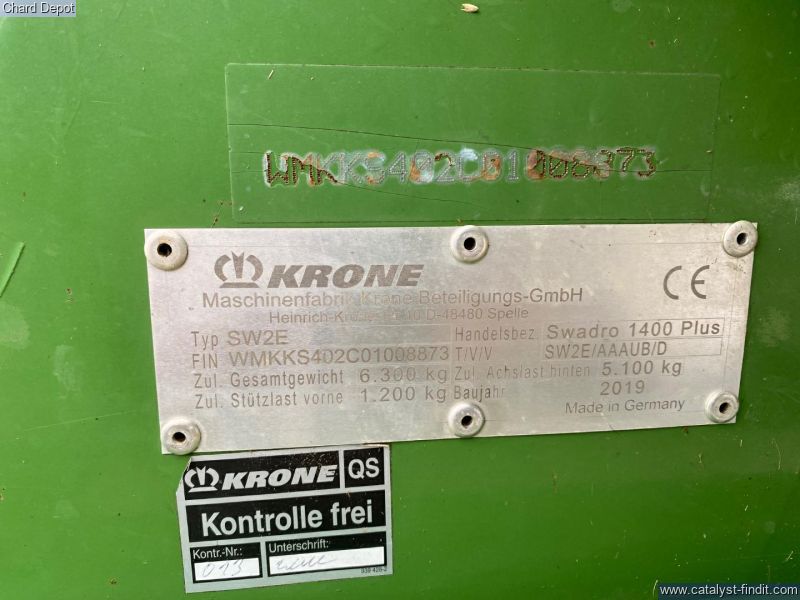 Chard Depot
WMKKS402C01008873
KRONE
Maschinenfabrik Krone Beteiligungs-GmbH
Heinrich-Krone-Str. 10 D-48480 Spelle
Typ SW2E Handelsbez. Swadro 1400 Plus
FIN WMKKS402C01008873 T/V/V SW2E/AAAUB/D
Zul. Gesamtgewicht 6.300 kg Zul. Achslast hinten 5.100 kg
Zul. Stützlast vorne 1.200 kg Baujahr 2019
CE
Made in Germany
KRONE QS
Kontrolle frei
Kontr.-Nr.: Unterschrift:
013
www.catalyst-findit.com